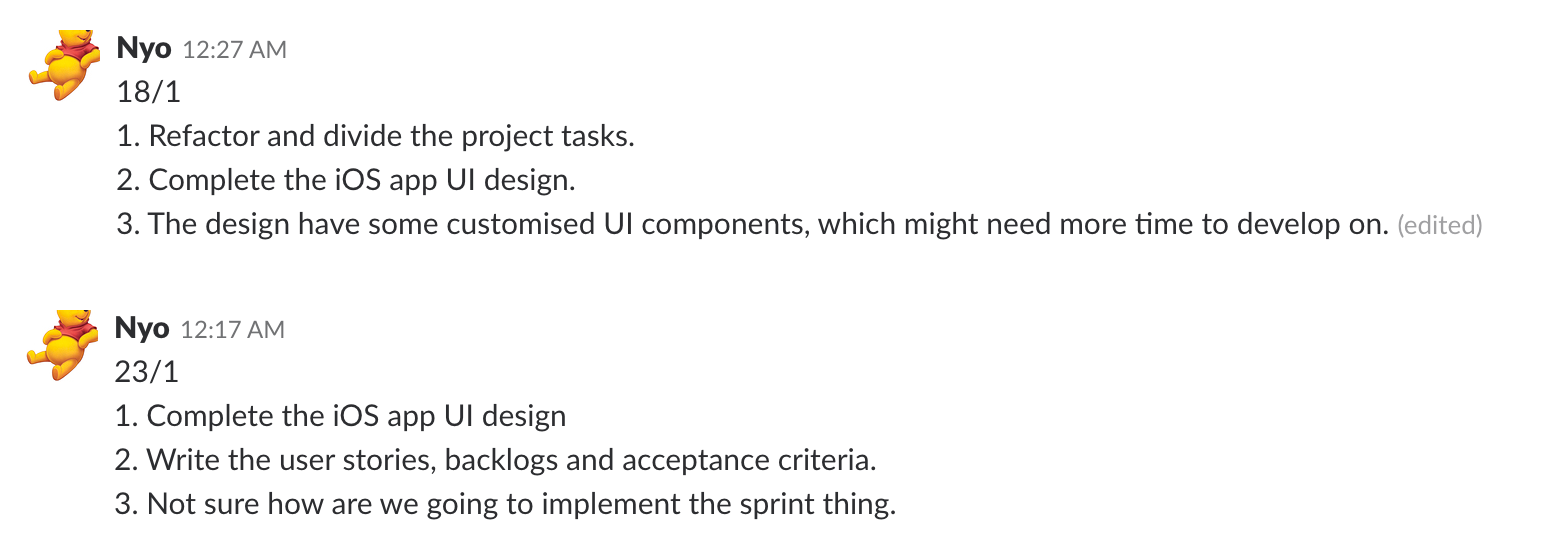 Nyo 12:27 AM
18/1
1. Refactor and divide the project tasks.
2. Complete the iOS app UI design.
3. The design have some customised UI components, which might need more time to develop on. (edited)
Nyo 12:17 AM
23/1
1. Complete the iOS app UI design
2. Write the user stories, backlogs and acceptance criteria.
3. Not sure how are we going to implement the sprint thing.